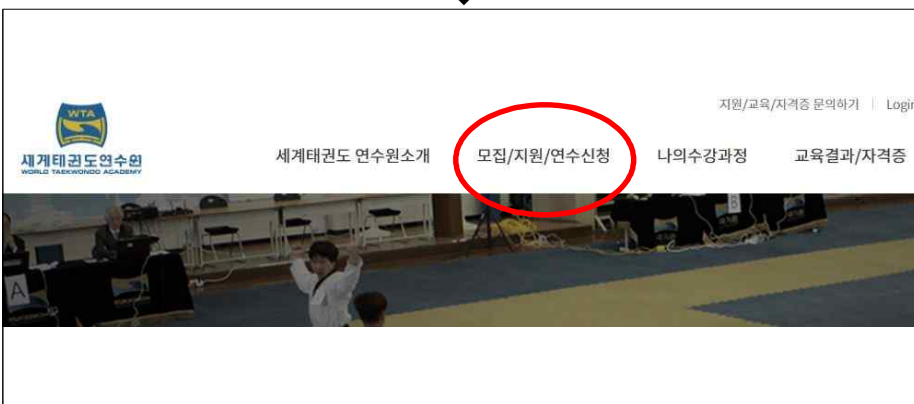 지원/교육/자격증 문의하기 Login
WTA
세계태권도연수원
WORLD TAEKWONDO ACADEMY
세계태권도 연수원소개 모집/지원/연수신청 나의수강과정 교육결과/자격증
A
B